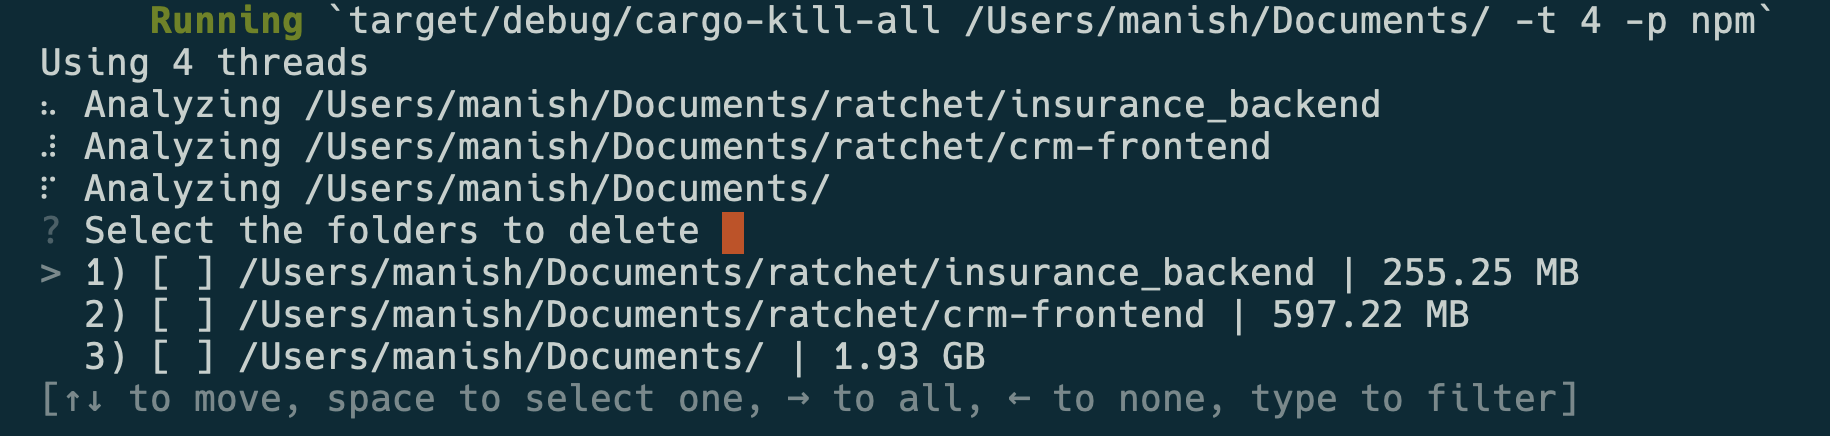 Running `target/debug/cargo-kill-all /Users/manish/Documents/ -t 4 -p npm`
Using 4 threads
⠦ Analyzing /Users/manish/Documents/ratchet/insurance_backend
⠼ Analyzing /Users/manish/Documents/ratchet/crm-frontend
⠏ Analyzing /Users/manish/Documents/
? Select the folders to delete
> 1) [ ] /Users/manish/Documents/ratchet/insurance_backend | 255.25 MB
2) [ ] /Users/manish/Documents/ratchet/crm-frontend | 597.22 MB
3) [ ] /Users/manish/Documents/ | 1.93 GB
[↑↓ to move, space to select one, → to all, ← to none, type to filter]